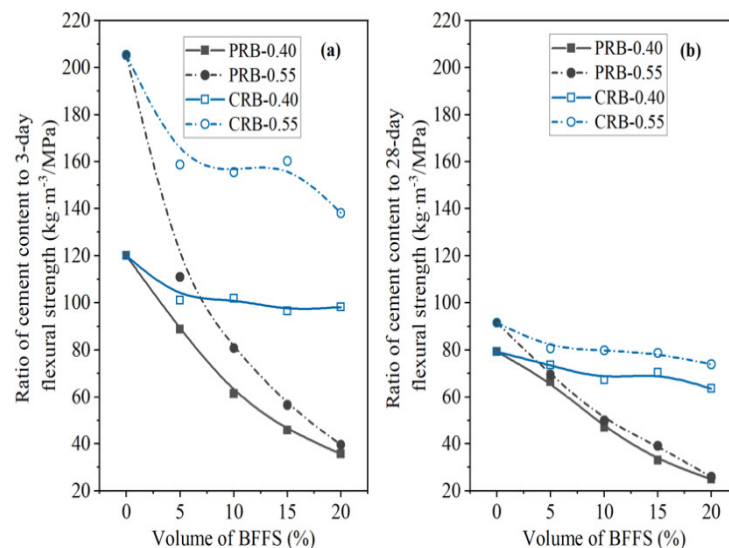 Ratio of cement content to 3-day
flexural strength (kg·m⁻³/MPa)
220
200
180
160
140
120
100
80
60
40
20
PRB-0.40
PRB-0.55
CRB-0.40
CRB-0.55
(a)
0 5 10 15 20
Volume of BFFS (%)
Ratio of cement content to 28-day
flexural strength (kg·m⁻³/MPa)
220
200
180
160
140
120
100
80
60
40
20
PRB-0.40
PRB-0.55
CRB-0.40
CRB-0.55
(b)
0 5 10 15 20
Volume of BFFS (%)